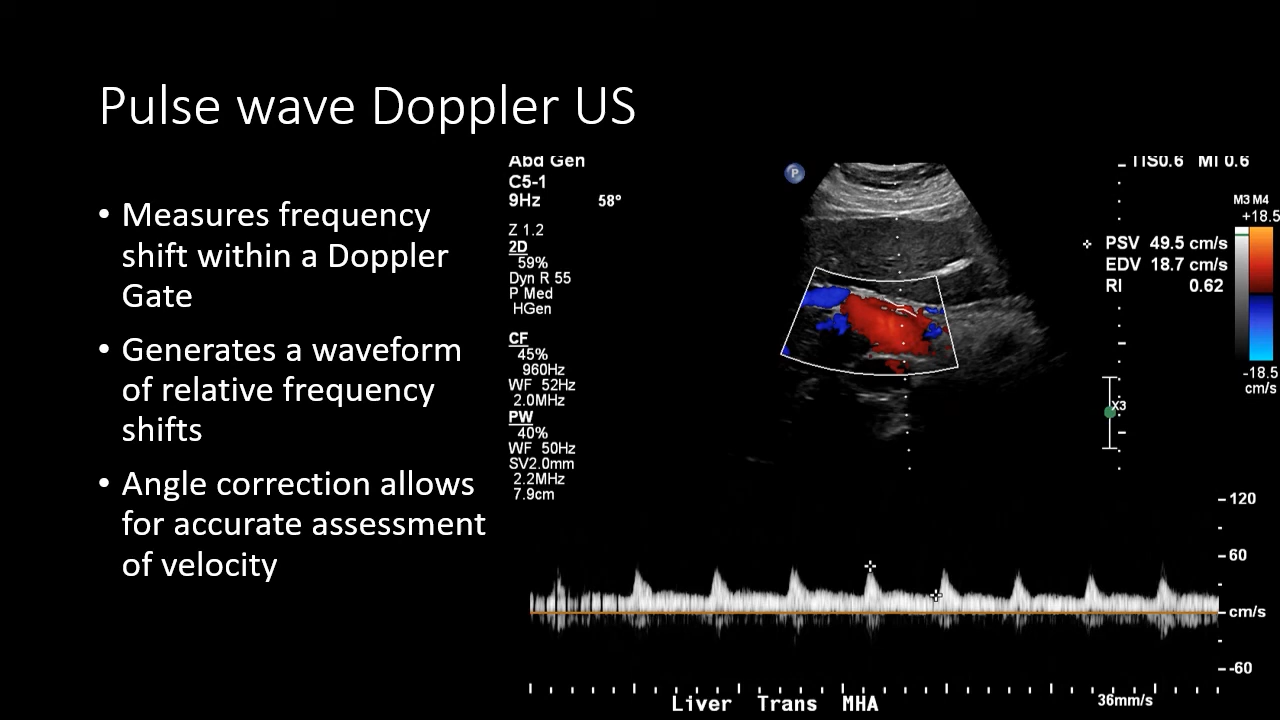 Pulse wave Doppler US
• Measures frequency
shift within a Doppler
Gate
• Generates a waveform
of relative frequency
shifts
• Angle correction allows
for accurate assessment
of velocity
Abd Gen
C5-1
9Hz 58°
Z 1.2
2D
59%
Dyn R 55
P Med
HGen
CF
45%
960Hz
WF 52Hz
2.0MHz
PW
40%
WF 50Hz
SV2.0mm
2.2MHz
7.9cm
P
TIS0.6 MI 0.6
M3 M4
+18.5
PSV 49.5 cm/s
EDV 18.7 cm/s
RI 0.62
-18.5
cm/s
X3
120
60
cm/s
-60
36mm/s
Liver Trans MHA